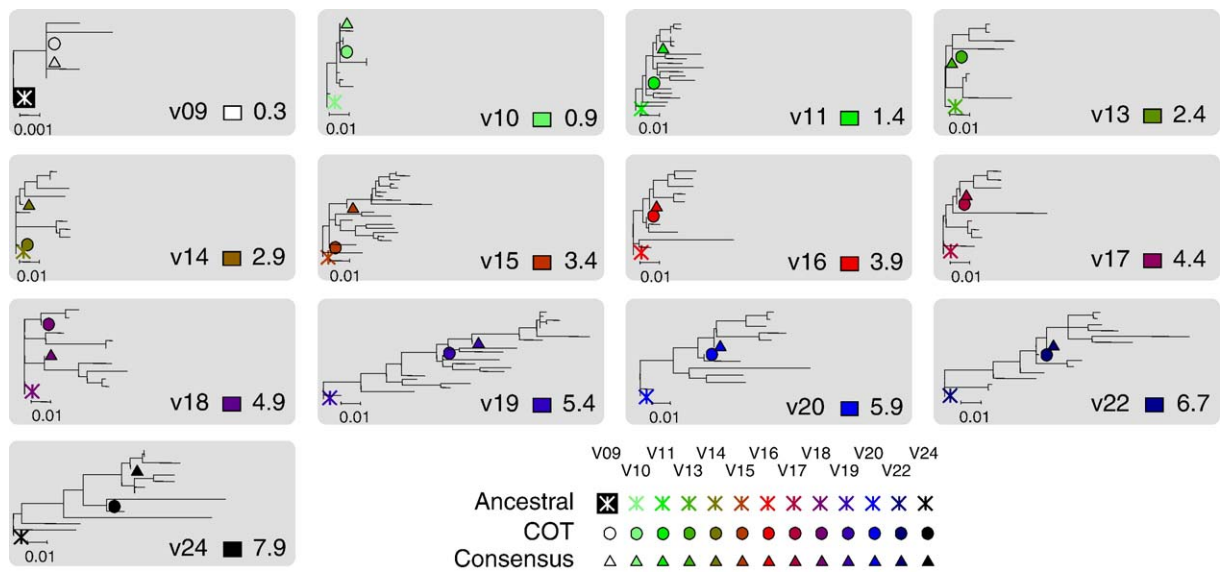 0.001
v09 0.3
0.01
v10 0.9
0.01
v11 1.4
0.01
v13 2.4
0.01
v14 2.9
0.01
v15 3.4
0.01
v16 3.9
0.01
v17 4.4
0.01
v18 4.9
0.01
v19 5.4
0.01
v20 5.9
0.01
v22 6.7
0.01
v24 7.9
V09 V11 V14 V16 V18 V20 V24
V10 V13 V15 V17 V19 V22
Ancestral
COT
Consensus